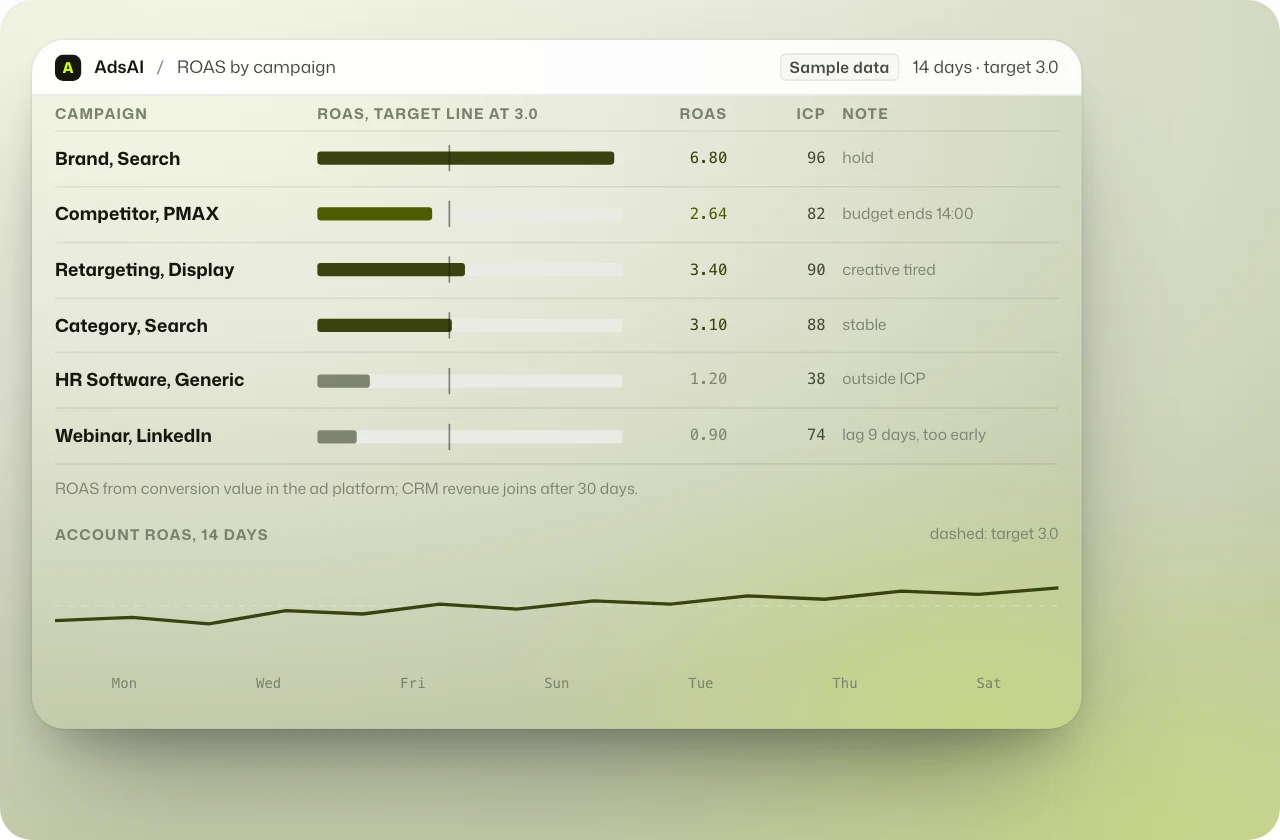 A AdsAI / ROAS by campaign Sample data 14 days · target 3.0
CAMPAIGN ROAS, TARGET LINE AT 3.0 ROAS ICP NOTE
Brand, Search 6.80 96 hold
Competitor, PMAX 2.64 82 budget ends 14:00
Retargeting, Display 3.40 90 creative tired
Category, Search 3.10 88 stable
HR Software, Generic 1.20 38 outside ICP
Webinar, LinkedIn 0.90 74 lag 9 days, too early
ROAS from conversion value in the ad platform; CRM revenue joins after 30 days.
ACCOUNT ROAS, 14 DAYS dashed: target 3.0
Mon Wed Fri Sun Tue Thu Sat